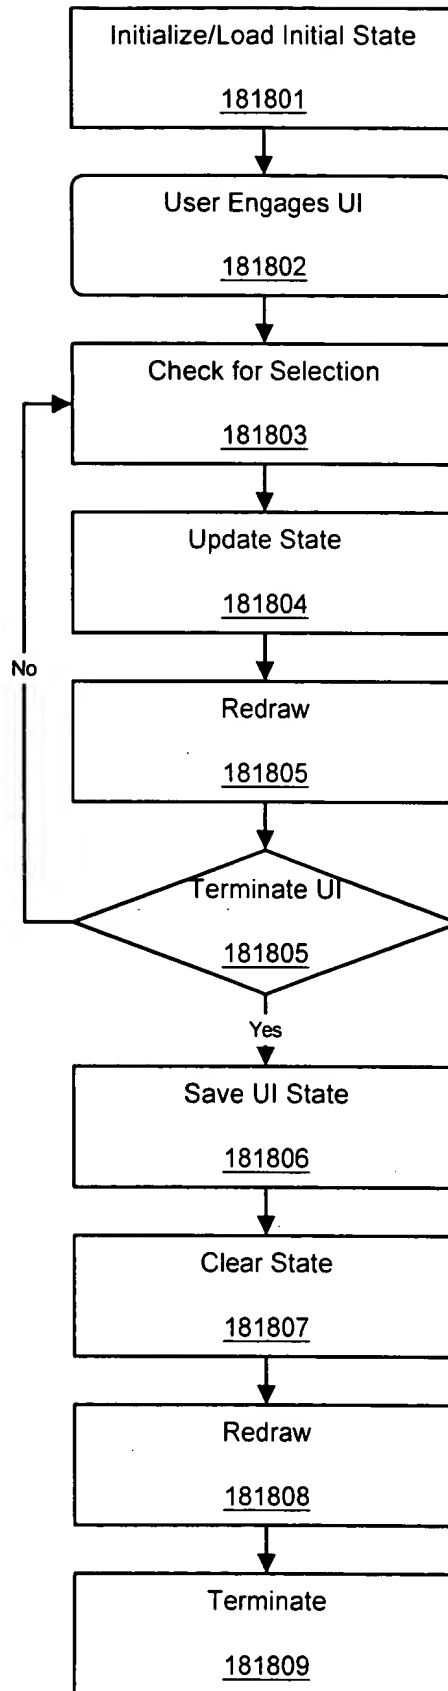 Initialize/Load Initial State
181801
User Engages UI
181802
Check for Selection
181803
Update State
181804
No
Redraw
181805
Terminate UI
181805
Yes
Save UI State
181806
Clear State
181807
Redraw
181808
Terminate
181809